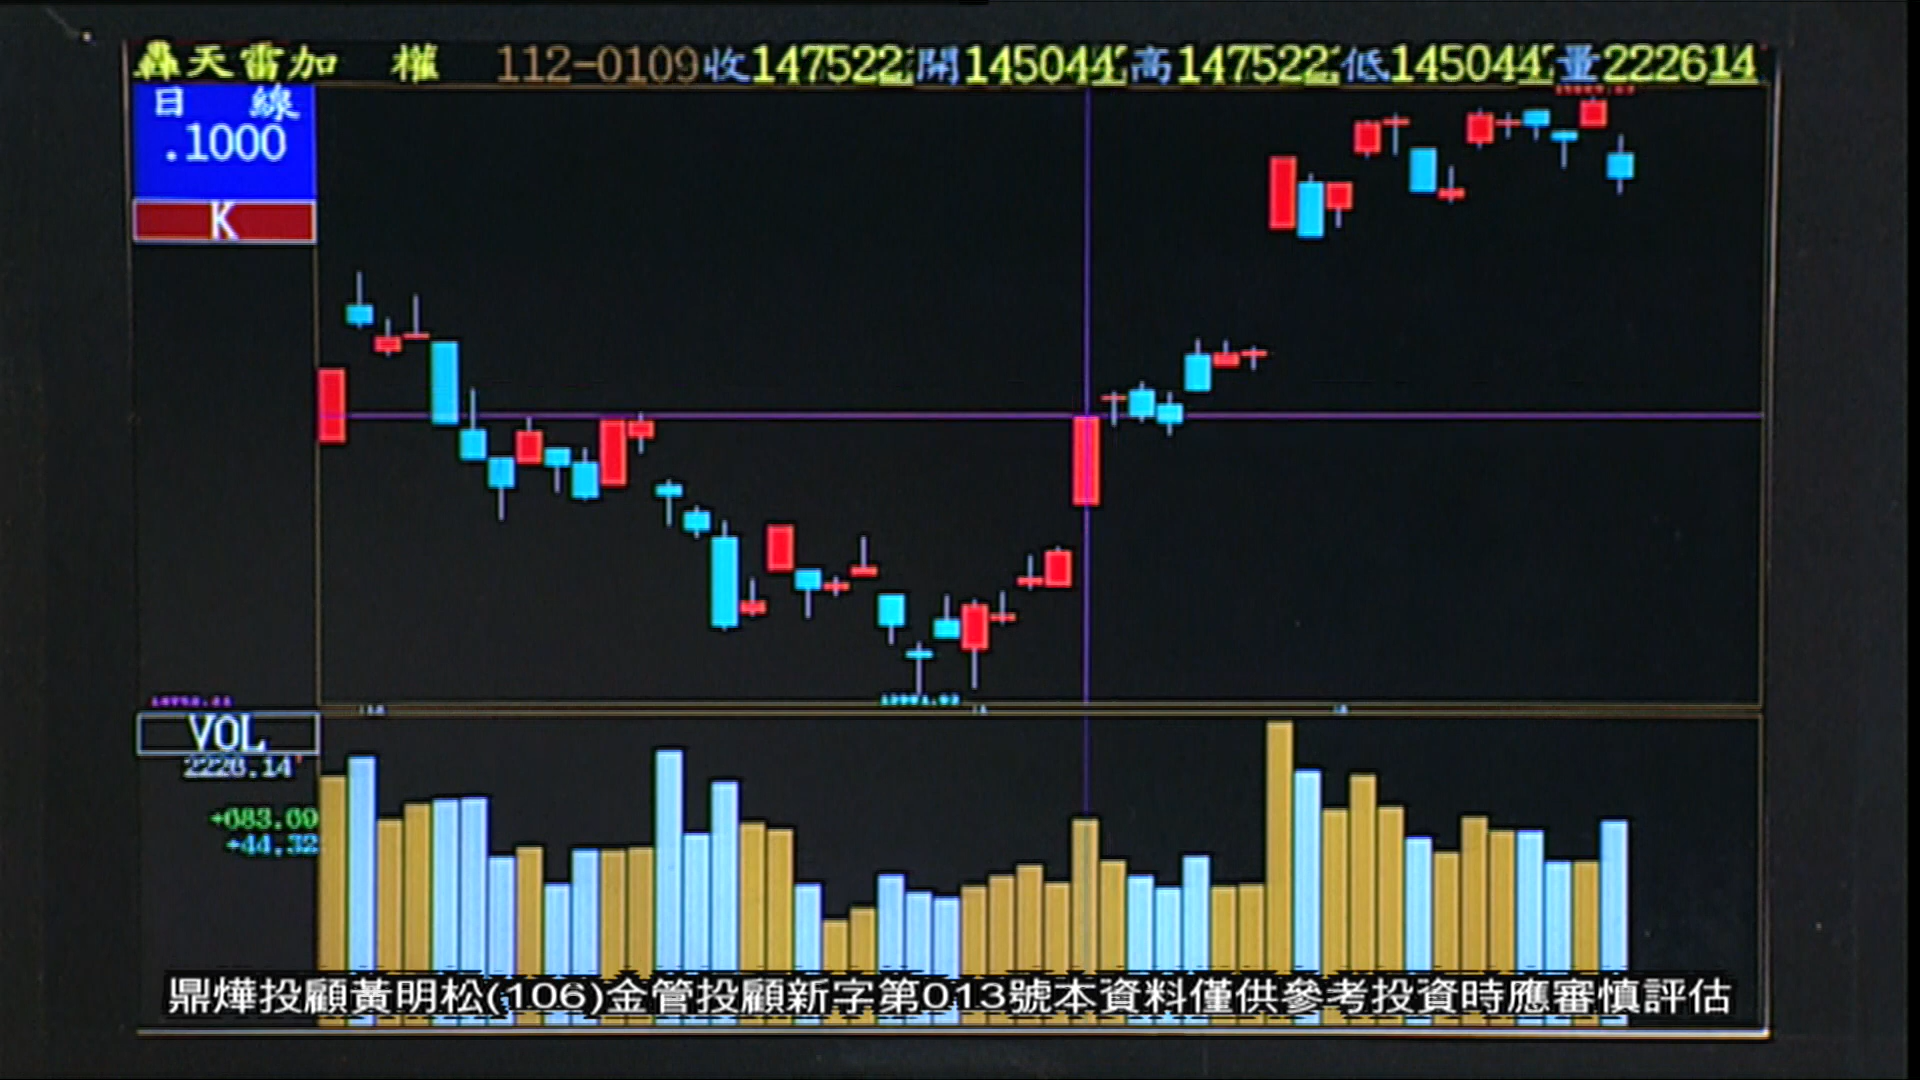 轟天雷加 權 112-0109收147522開145044高147522低145044量222614
日 線
.1000
K
VOL
2226.14
+683.00
+44.32
鼎燁投顧黃明松(106)金管投顧新字第013號本資料僅供參考投資時應審慎評估